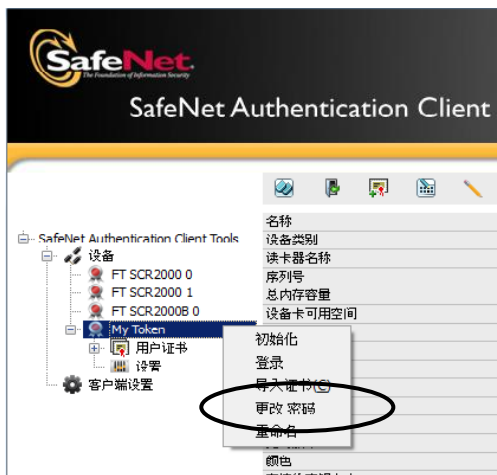 SafeNet.
The Foundation of Information Security
SafeNet Authentication Client
SafeNet Authentication Client Tools
设备
FT SCR2000 0
FT SCR2000 1
FT SCR2000B 0
My Token
用户证书
设置
客户端设置
名称
设备类别
读卡器名称
序列号
总内存容量
设备卡可用空间
初始化
登录
导入证书(C)
更改 密码
重命名
颜色